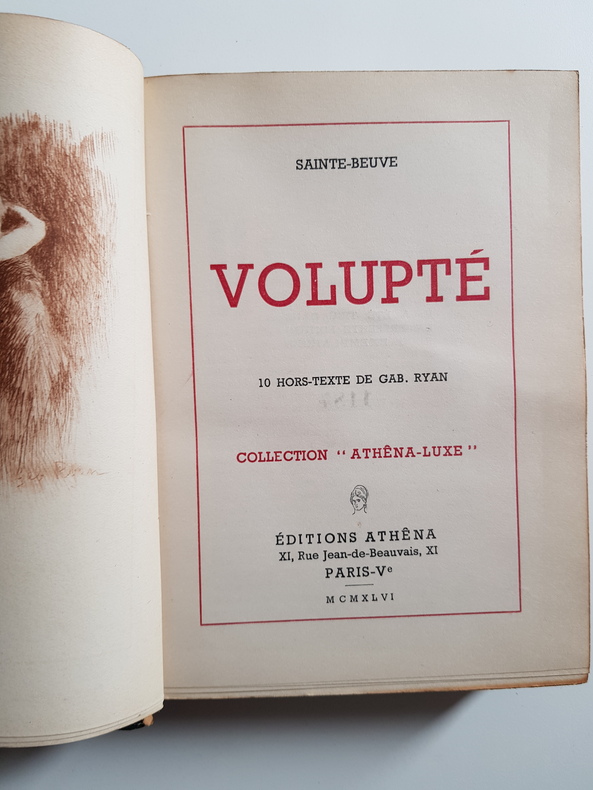 SAINTE-BEUVE
VOLUPTÉ
10 HORS-TEXTE DE GAB. RYAN
COLLECTION "ATHÊNA-LUXE"
ÉDITIONS ATHÊNA
XI, Rue Jean-de-Beauvais, XI
PARIS-Ve
MCMXLVI